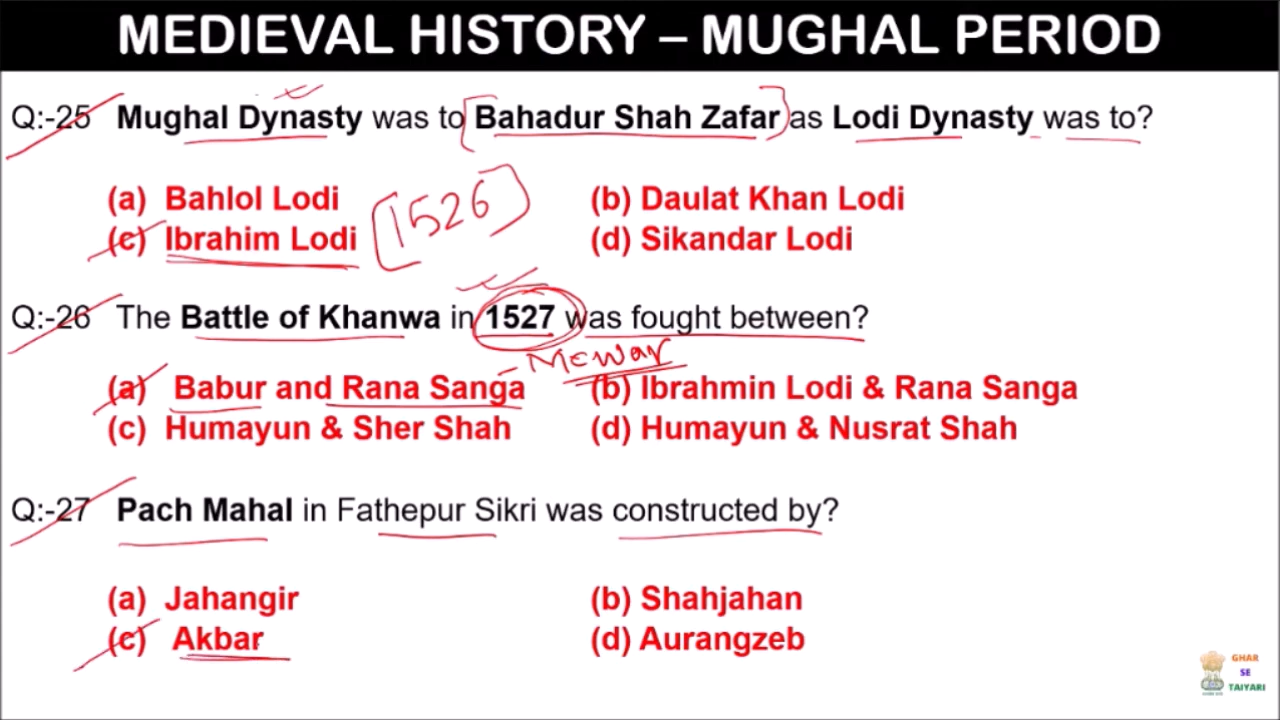 MEDIEVAL HISTORY – MUGHAL PERIOD
Q:-25 Mughal Dynasty was to Bahadur Shah Zafar as Lodi Dynasty was to?
(a) Bahlol Lodi (b) Daulat Khan Lodi
[1526]
(c) Ibrahim Lodi (d) Sikandar Lodi
Q:-26 The Battle of Khanwa in 1527 was fought between?
- Mewar
(a) Babur and Rana Sanga (b) Ibrahmin Lodi & Rana Sanga
(c) Humayun & Sher Shah (d) Humayun & Nusrat Shah
Q:-27 Pach Mahal in Fathepur Sikri was constructed by?
(a) Jahangir (b) Shahjahan
(c) Akbar (d) Aurangzeb
GHAR
SE
TAIYARI